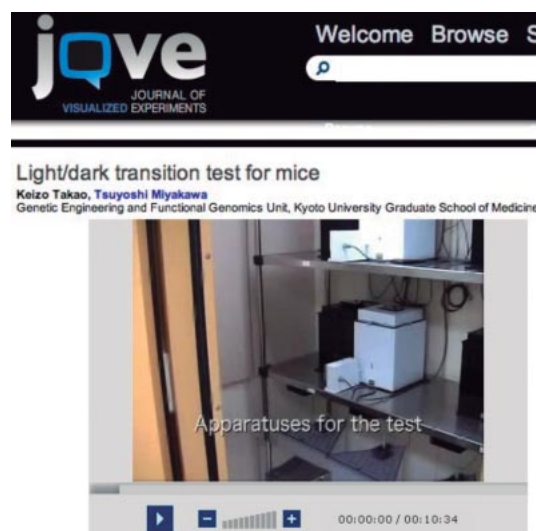 jove
JOURNAL OF
VISUALIZED EXPERIMENTS
Welcome Browse S
Light/dark transition test for mice
Keizo Takao, Tsuyoshi Miyakawa
Genetic Engineering and Functional Genomics Unit, Kyoto University Graduate School of Medicine
Apparatuses for the test
00:00:00 / 00:10:34